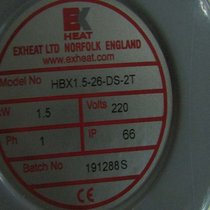 EX
HEAT
EXHEAT LTD NORFOLK ENGLAND
www.exheat.com
Model No HBX1.5-26-DS-2T
kW 1.5 Volts 220
Ph 1 IP 66
Batch No 191288S
CE